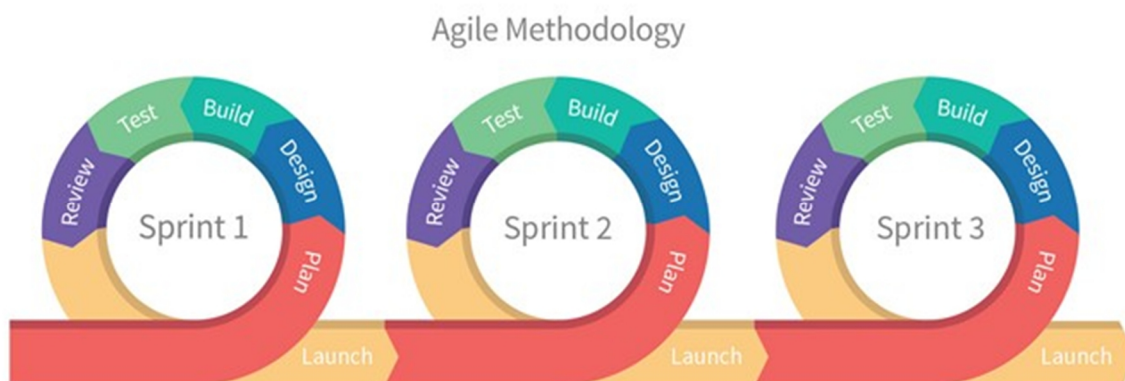 Agile Methodology
Sprint 1
Plan
Design
Build
Test
Review
Launch
Sprint 2
Plan
Design
Build
Test
Review
Launch
Sprint 3
Plan
Design
Build
Test
Review
Launch